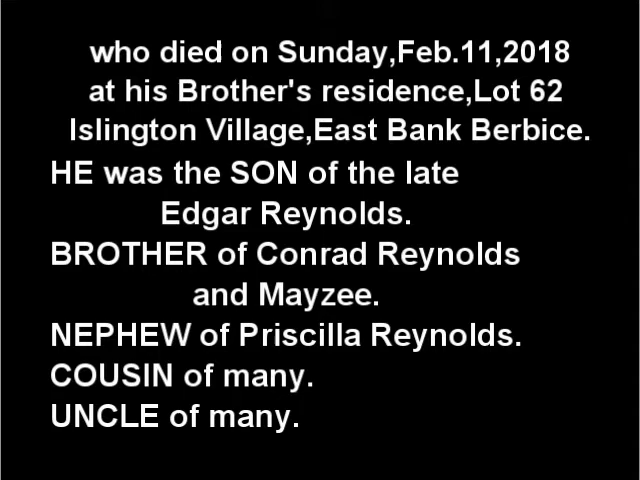 who died on Sunday,Feb.11,2018
at his Brother's residence,Lot 62
Islington Village,East Bank Berbice.
HE was the SON of the late
Edgar Reynolds.
BROTHER of Conrad Reynolds
and Mayzee.
NEPHEW of Priscilla Reynolds.
COUSIN of many.
UNCLE of many.